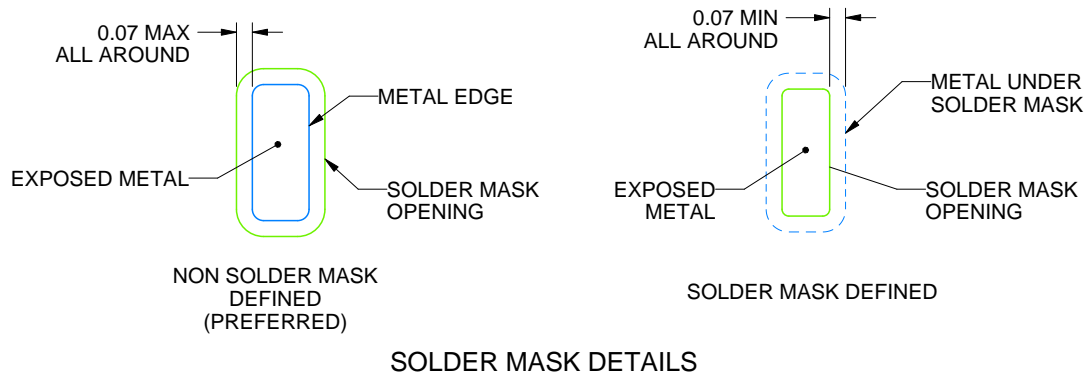 0.07 MAX
ALL AROUND
METAL EDGE
EXPOSED METAL
SOLDER MASK
OPENING
NON SOLDER MASK
DEFINED
(PREFERRED)
0.07 MIN
ALL AROUND
METAL UNDER
SOLDER MASK
EXPOSED
METAL
SOLDER MASK
OPENING
SOLDER MASK DEFINED
SOLDER MASK DETAILS